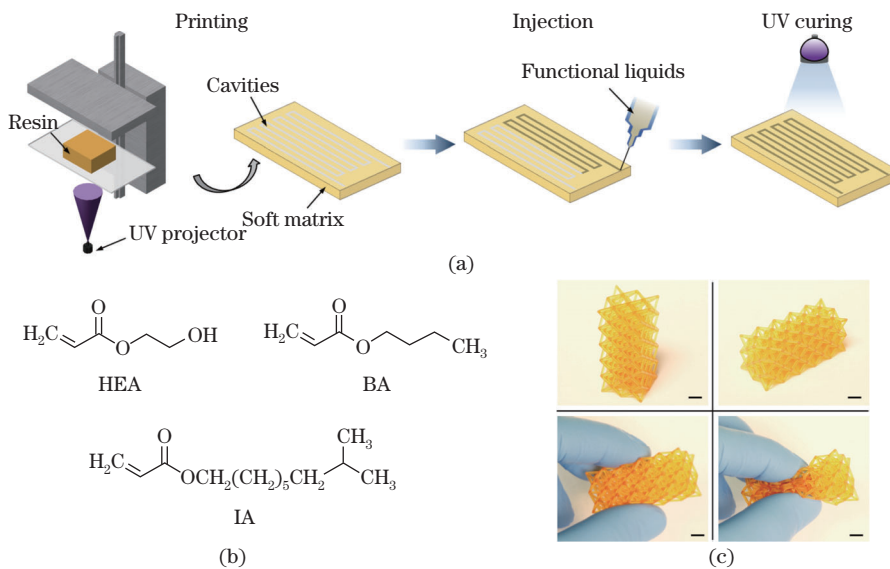 Printing
Injection
UV curing
Functional liquids
Cavities
Resin
Soft matrix
UV projector
(a)
H₂C
O
O
OH
HEA
H₂C
O
O
CH₃
BA
H₂C
O
OCH₂(CH₂)₅CH₂
CH₃
CH₃
IA
(b)
(c)